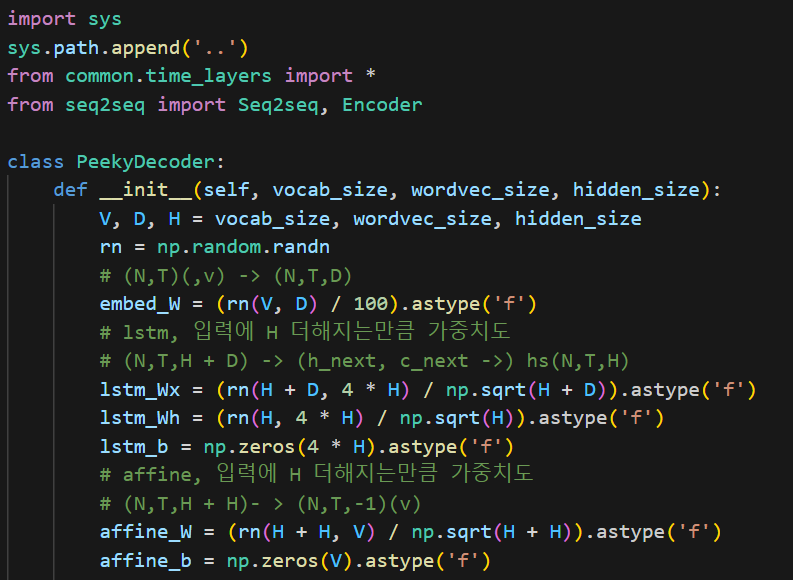 import sys
sys.path.append('..')
from common.time_layers import *
from seq2seq import Seq2seq, Encoder
class PeekyDecoder:
def __init__(self, vocab_size, wordvec_size, hidden_size):
V, D, H = vocab_size, wordvec_size, hidden_size
rn = np.random.randn
# (N,T)(,v) -> (N,T,D)
embed_W = (rn(V, D) / 100).astype('f')
# lstm, 입력에 H 더해지는만큼 가중치도
# (N,T,H + D) -> (h_next, c_next ->) hs(N,T,H)
lstm_Wx = (rn(H + D, 4 * H) / np.sqrt(H + D)).astype('f')
lstm_Wh = (rn(H, 4 * H) / np.sqrt(H)).astype('f')
lstm_b = np.zeros(4 * H).astype('f')
# affine, 입력에 H 더해지는만큼 가중치도
# (N,T,H + H)- > (N,T,-1)(v)
affine_W = (rn(H + H, V) / np.sqrt(H + H)).astype('f')
affine_b = np.zeros(V).astype('f')